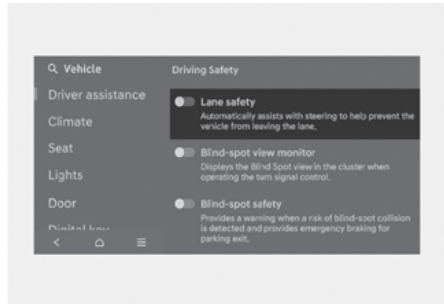 Vehicle
Driver assistance
Climate
Seat
Lights
Door
Digital key
Driving Safety
Lane safety
Automatically assists with steering to help prevent the
vehicle from leaving the lane.
Blind-spot view monitor
Displays the Blind Spot view in the cluster when
operating the turn signal control.
Blind-spot safety
Provides a warning when a risk of blind-spot collision
is detected and provides emergency braking for
parking exit.